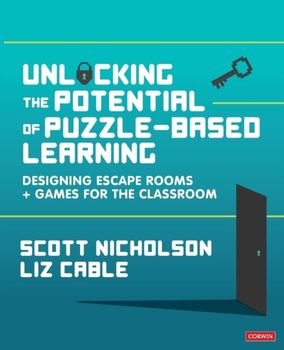 UNLOCKING
THE POTENTIAL
OF PUZZLE-BASED
LEARNING
DESIGNING ESCAPE ROOMS
+ GAMES FOR THE CLASSROOM
SCOTT NICHOLSON
LIZ CABLE
CORWIN